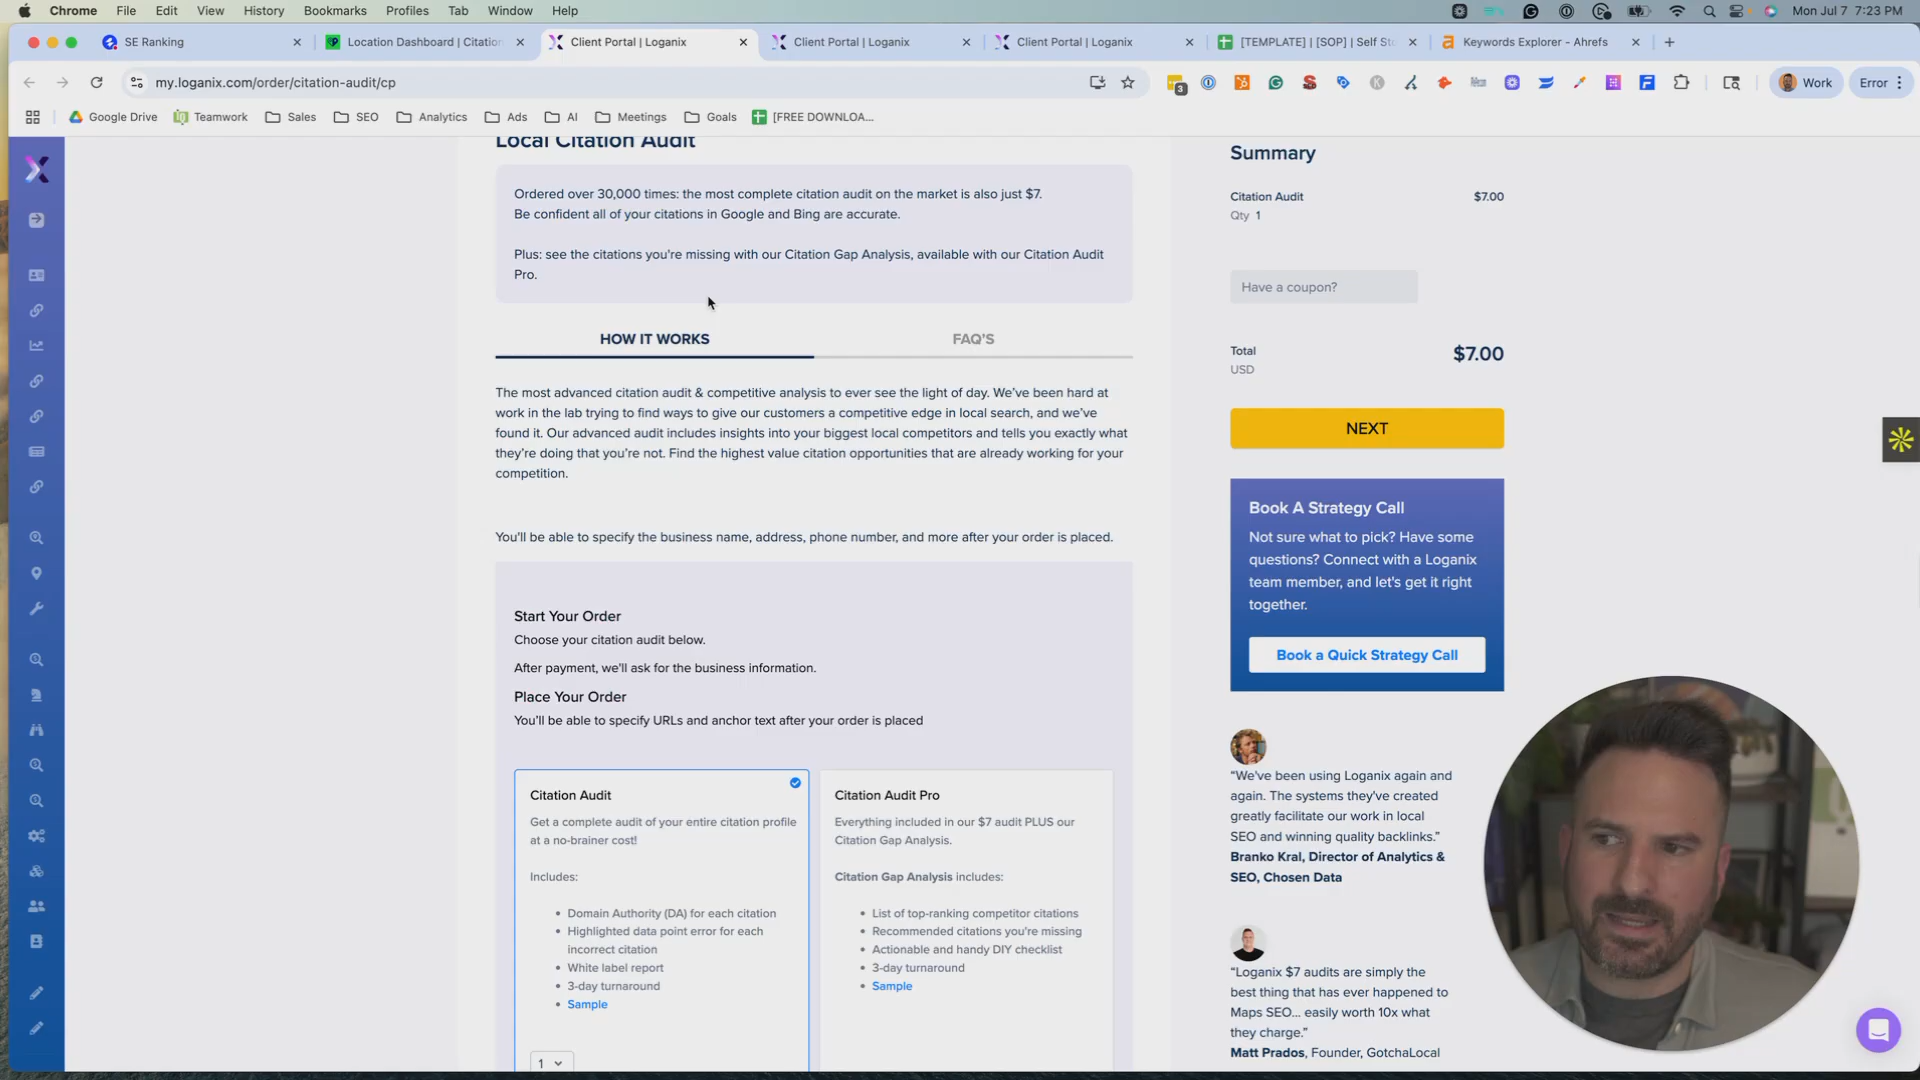 Chrome File Edit View History Bookmarks Profiles Tab Window Help
Mon Jul 7 7:23 PM
SE Ranking
Location Dashboard | Citation
Client Portal | Loganix
Client Portal | Loganix
Client Portal | Loganix
[TEMPLATE] | [SOP] | Self Sto
Keywords Explorer - Ahrefs
my.loganix.com/order/citation-audit/cp
3
Work
Error
Google Drive
Teamwork
Sales
SEO
Analytics
Ads
AI
Meetings
Goals
[FREE DOWNLOA...
Local Citation Audit
Ordered over 30,000 times: the most complete citation audit on the market is also just $7.
Be confident all of your citations in Google and Bing are accurate.
Plus: see the citations you're missing with our Citation Gap Analysis, available with our Citation Audit
Pro.
HOW IT WORKS
FAQ'S
The most advanced citation audit & competitive analysis to ever see the light of day. We've been hard at
work in the lab trying to find ways to give our customers a competitive edge in local search, and we've
found it. Our advanced audit includes insights into your biggest local competitors and tells you exactly what
they're doing that you're not. Find the highest value citation opportunities that are already working for your
competition.
You'll be able to specify the business name, address, phone number, and more after your order is placed.
Start Your Order
Choose your citation audit below.
After payment, we'll ask for the business information.
Place Your Order
You'll be able to specify URLs and anchor text after your order is placed
Citation Audit
Get a complete audit of your entire citation profile
at a no-brainer cost!
Includes:
Domain Authority (DA) for each citation
Highlighted data point error for each
incorrect citation
White label report
3-day turnaround
Sample
1
Citation Audit Pro
Everything included in our $7 audit PLUS our
Citation Gap Analysis.
Citation Gap Analysis includes:
List of top-ranking competitor citations
Recommended citations you're missing
Actionable and handy DIY checklist
3-day turnaround
Sample
Summary
Citation Audit $7.00
Qty 1
Have a coupon?
Total $7.00
USD
NEXT
Book A Strategy Call
Not sure what to pick? Have some
questions? Connect with a Loganix
team member, and let's get it right
together.
Book a Quick Strategy Call
“We've been using Loganix again and
again. The systems they've created
greatly facilitate our work in local
SEO and winning quality backlinks.”
Branko Kral, Director of Analytics &
SEO, Chosen Data
“Loganix $7 audits are simply the
best thing that has ever happened to
Maps SEO... easily worth 10x what
they charge.”
Matt Prados, Founder, GotchaLocal